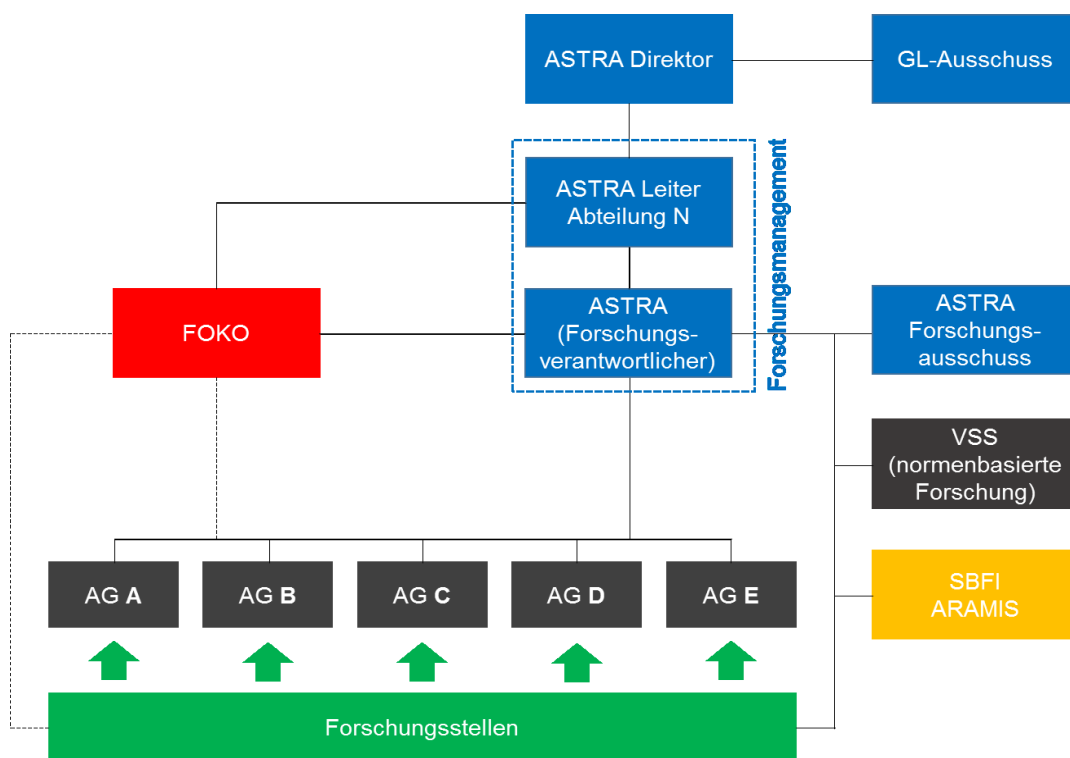 ASTRA Direktor
GL-Ausschuss
Forschungsmanagement
ASTRA Leiter
Abteilung N
FOKO
ASTRA
(Forschungs-
verantwortlicher)
ASTRA
Forschungs-
ausschuss
VSS
(normenbasierte
Forschung)
AG A
AG B
AG C
AG D
AG E
SBFI
ARAMIS
Forschungsstellen